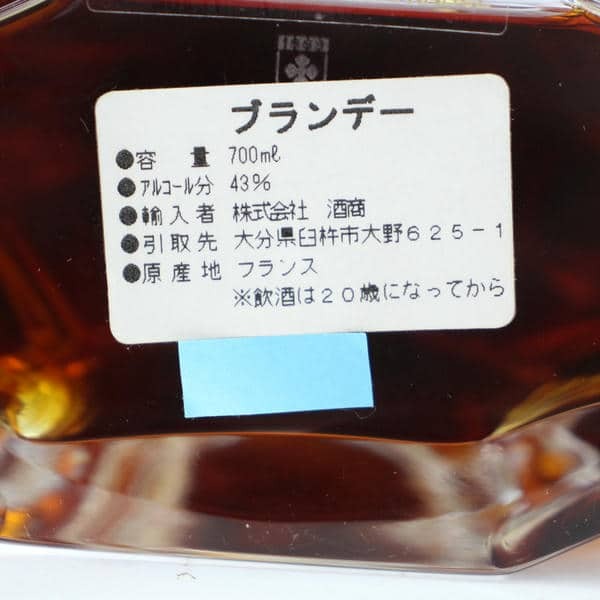 ブランデー
●容量 700mℓ
●アルコール分 43%
●輸入者 株式会社 酒商
●引取先 大分県臼杵市大野625-1
●原産地 フランス
※飲酒は20歳になってから